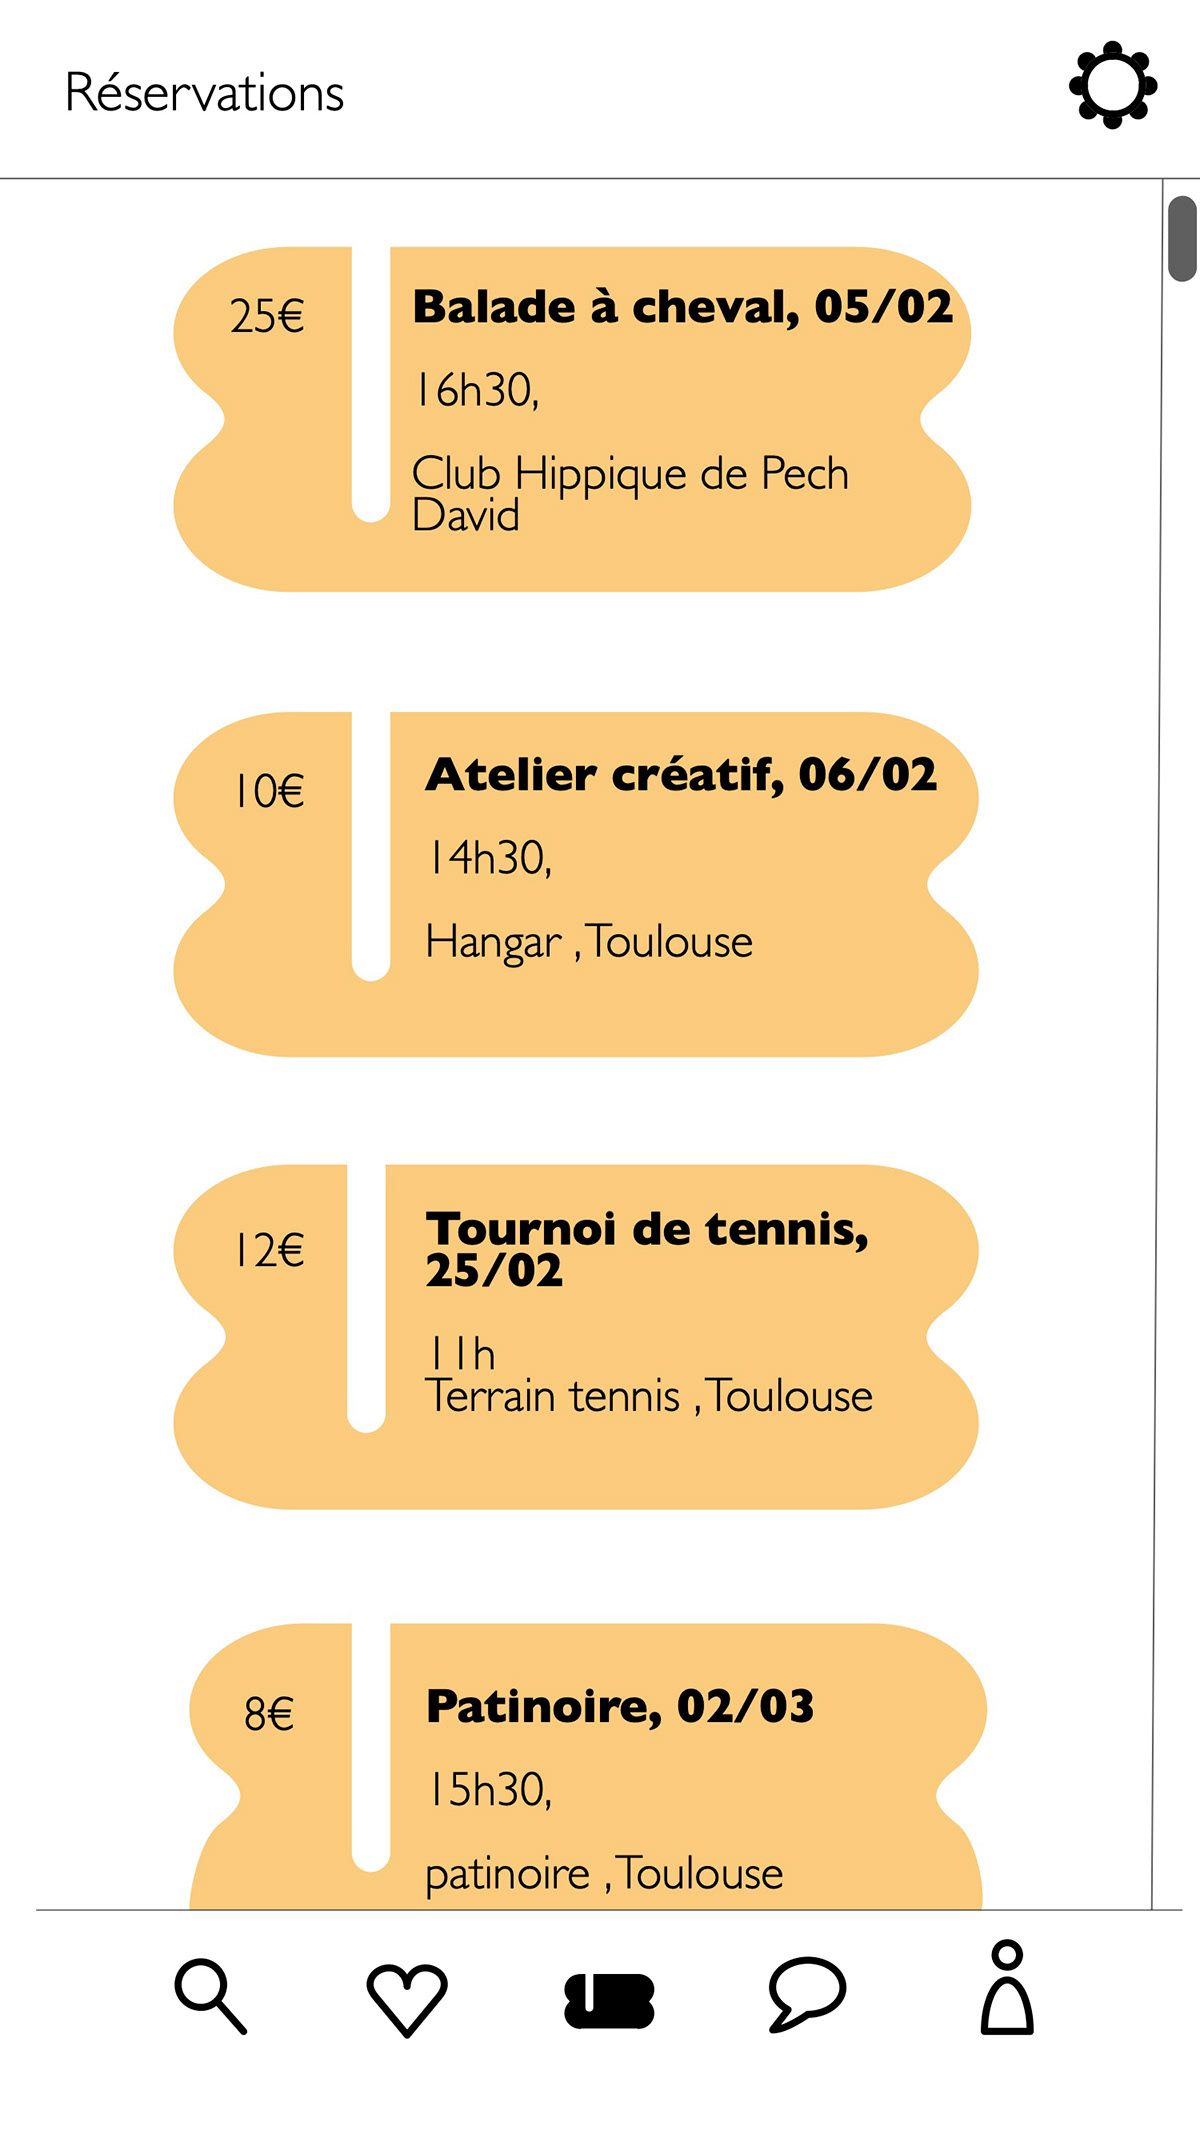 Réservations
25€
Balade à cheval, 05/02
16h30,
Club Hippique de Pech
David
10€
Atelier créatif, 06/02
14h30,
Hangar ,Toulouse
12€
Tournoi de tennis,
25/02
11h
Terrain tennis ,Toulouse
8€
Patinoire, 02/03
15h30,
patinoire ,Toulouse